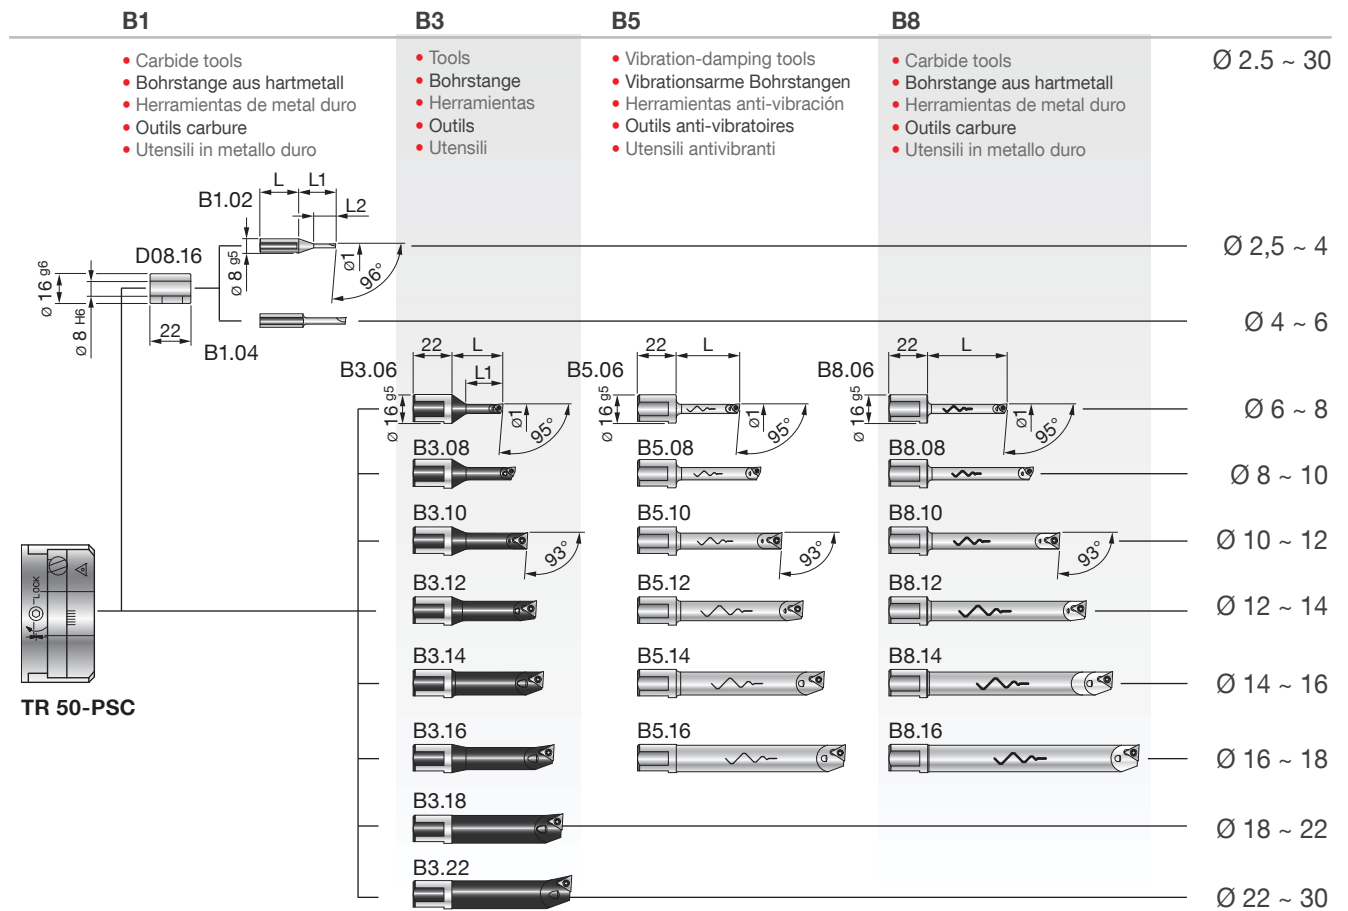 B1
B3
B5
B8
• Carbide tools
• Bohrstange aus hartmetall
• Herramientas de metal duro
• Outils carbure
• Utensili in metallo duro
• Tools
• Bohrstange
• Herramientas
• Outils
• Utensili
• Vibration-damping tools
• Vibrationsarme Bohrstangen
• Herramientas anti-vibración
• Outils anti-vibratoires
• Utensili antivibranti
• Carbide tools
• Bohrstange aus hartmetall
• Herramientas de metal duro
• Outils carbure
• Utensili in metallo duro
Ø 2.5 ~ 30
B1.02
L
L1
L2
Ø 8 g5
Ø1
96°
Ø 2,5 ~ 4
D08.16
Ø 16 g6
Ø 8 H6
22
B1.04
Ø 4 ~ 6
B3.06
22
L
L1
Ø 16 g5
Ø1
95°
B5.06
22
L
Ø 16 g5
Ø1
95°
B8.06
22
L
Ø 16 g5
Ø1
95°
Ø 6 ~ 8
B3.08
B5.08
B8.08
Ø 8 ~ 10
B3.10
93°
B5.10
93°
B8.10
93°
Ø 10 ~ 12
B3.12
B5.12
B8.12
Ø 12 ~ 14
LOCK
TR 50-PSC
B3.14
B5.14
B8.14
Ø 14 ~ 16
B3.16
B5.16
B8.16
Ø 16 ~ 18
B3.18
Ø 18 ~ 22
B3.22
Ø 22 ~ 30